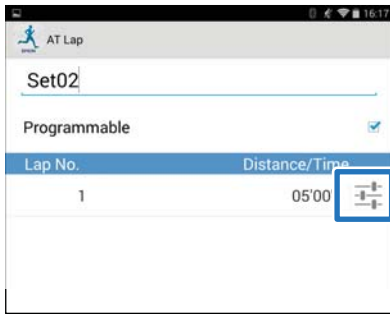 16:17
AT Lap
Set02
Programmable
Lap No. Distance/Time
1 05'00'